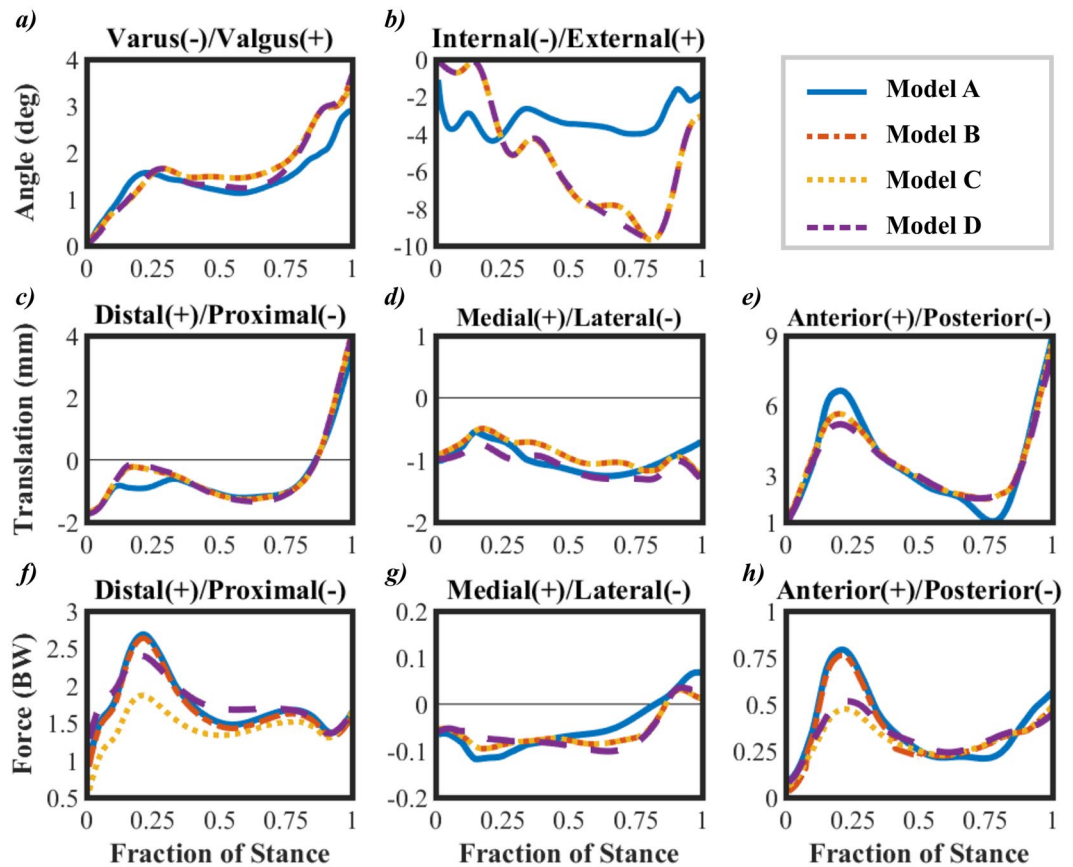 a)
Varus(-)/Valgus(+)
Angle (deg)
4
3
2
1
0
0 0.25 0.5 0.75 1
b)
Internal(-)/External(+)
0
-2
-4
-6
-8
-10
0 0.25 0.5 0.75 1
Model A
Model B
Model C
Model D
c)
Distal(+)/Proximal(-)
Translation (mm)
4
2
0
-2
0 0.25 0.5 0.75 1
d)
Medial(+)/Lateral(-)
1
0
-1
-2
0 0.25 0.5 0.75 1
e)
Anterior(+)/Posterior(-)
9
6
3
1
0 0.25 0.5 0.75 1
f)
Distal(+)/Proximal(-)
Force (BW)
3
2.5
2
1.5
1
0.5
0 0.25 0.5 0.75 1
Fraction of Stance
g)
Medial(+)/Lateral(-)
0.2
0.1
0
-0.1
-0.2
0 0.25 0.5 0.75 1
Fraction of Stance
h)
Anterior(+)/Posterior(-)
1
0.75
0.5
0.25
0
0 0.25 0.5 0.75 1
Fraction of Stance